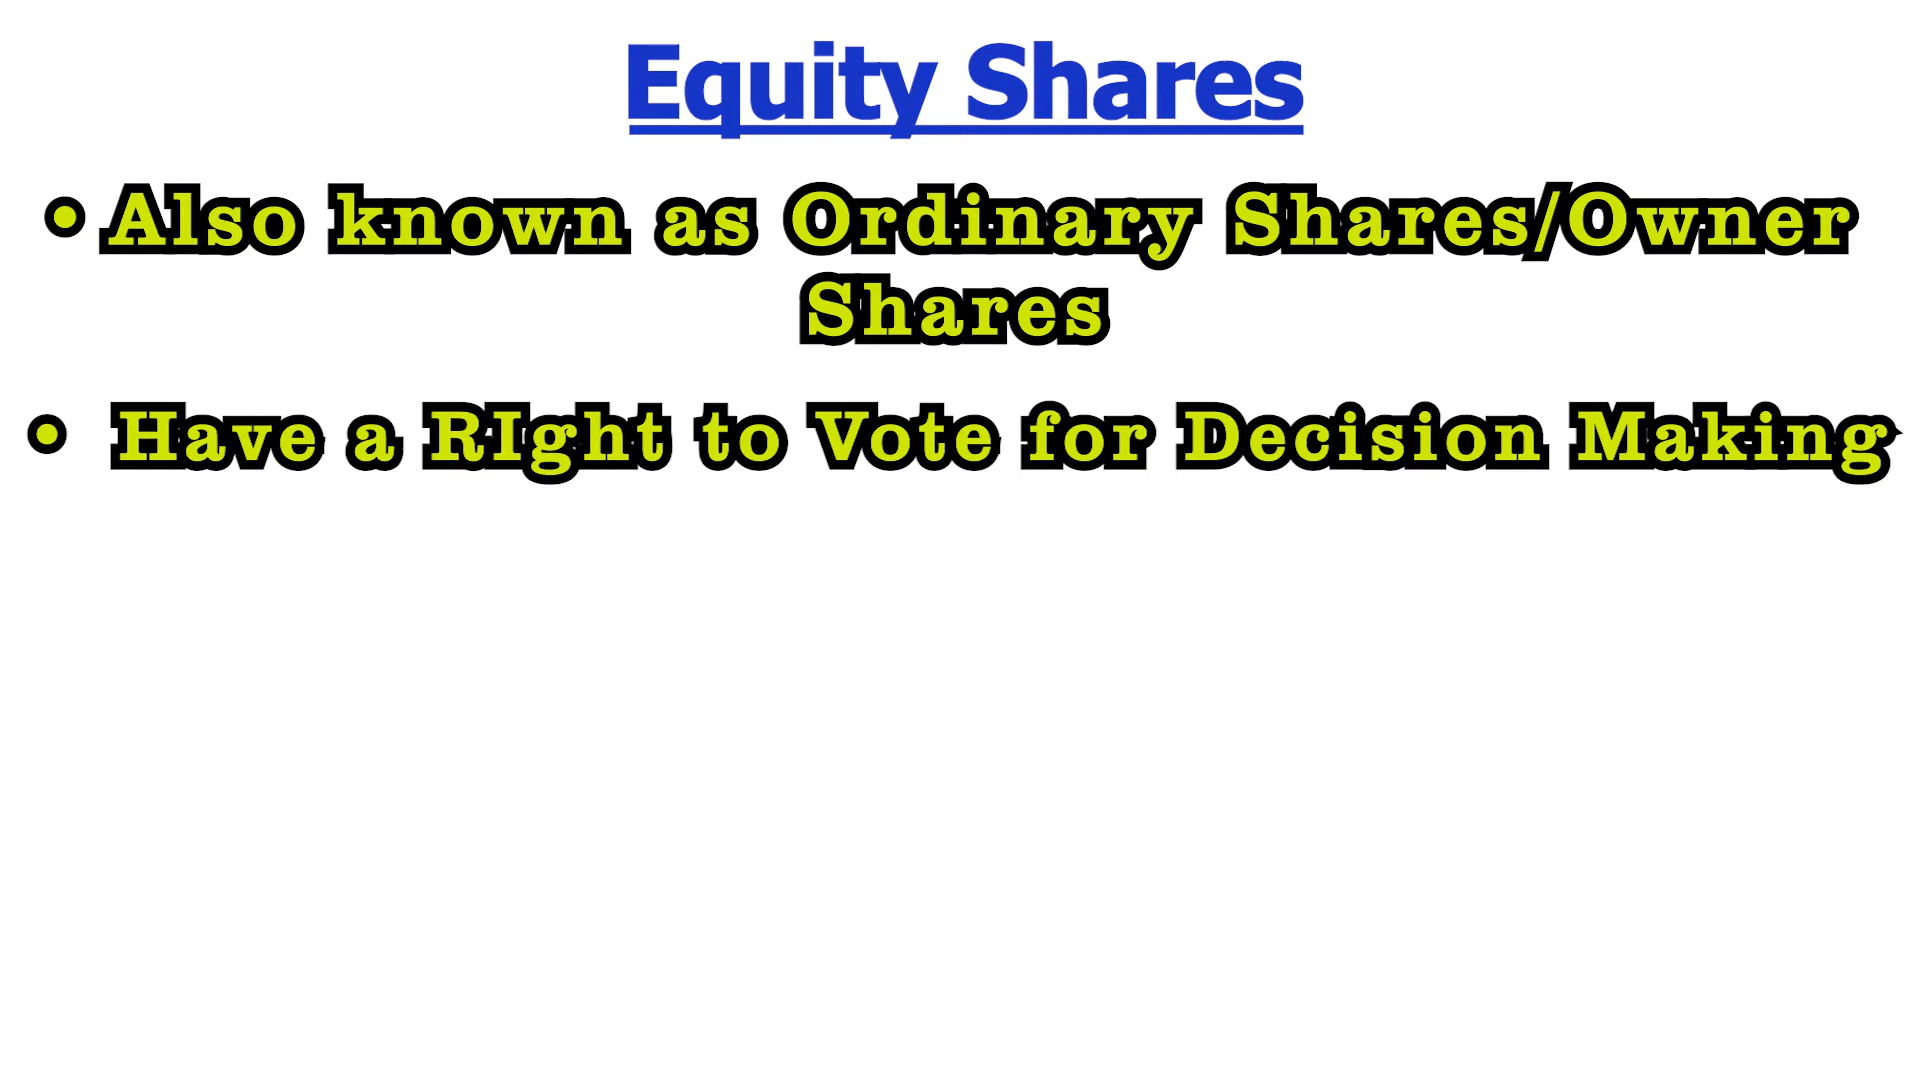 Equity Shares
• Also known as Ordinary Shares/Owner
Shares
• Have a RIght to Vote for Decision Making